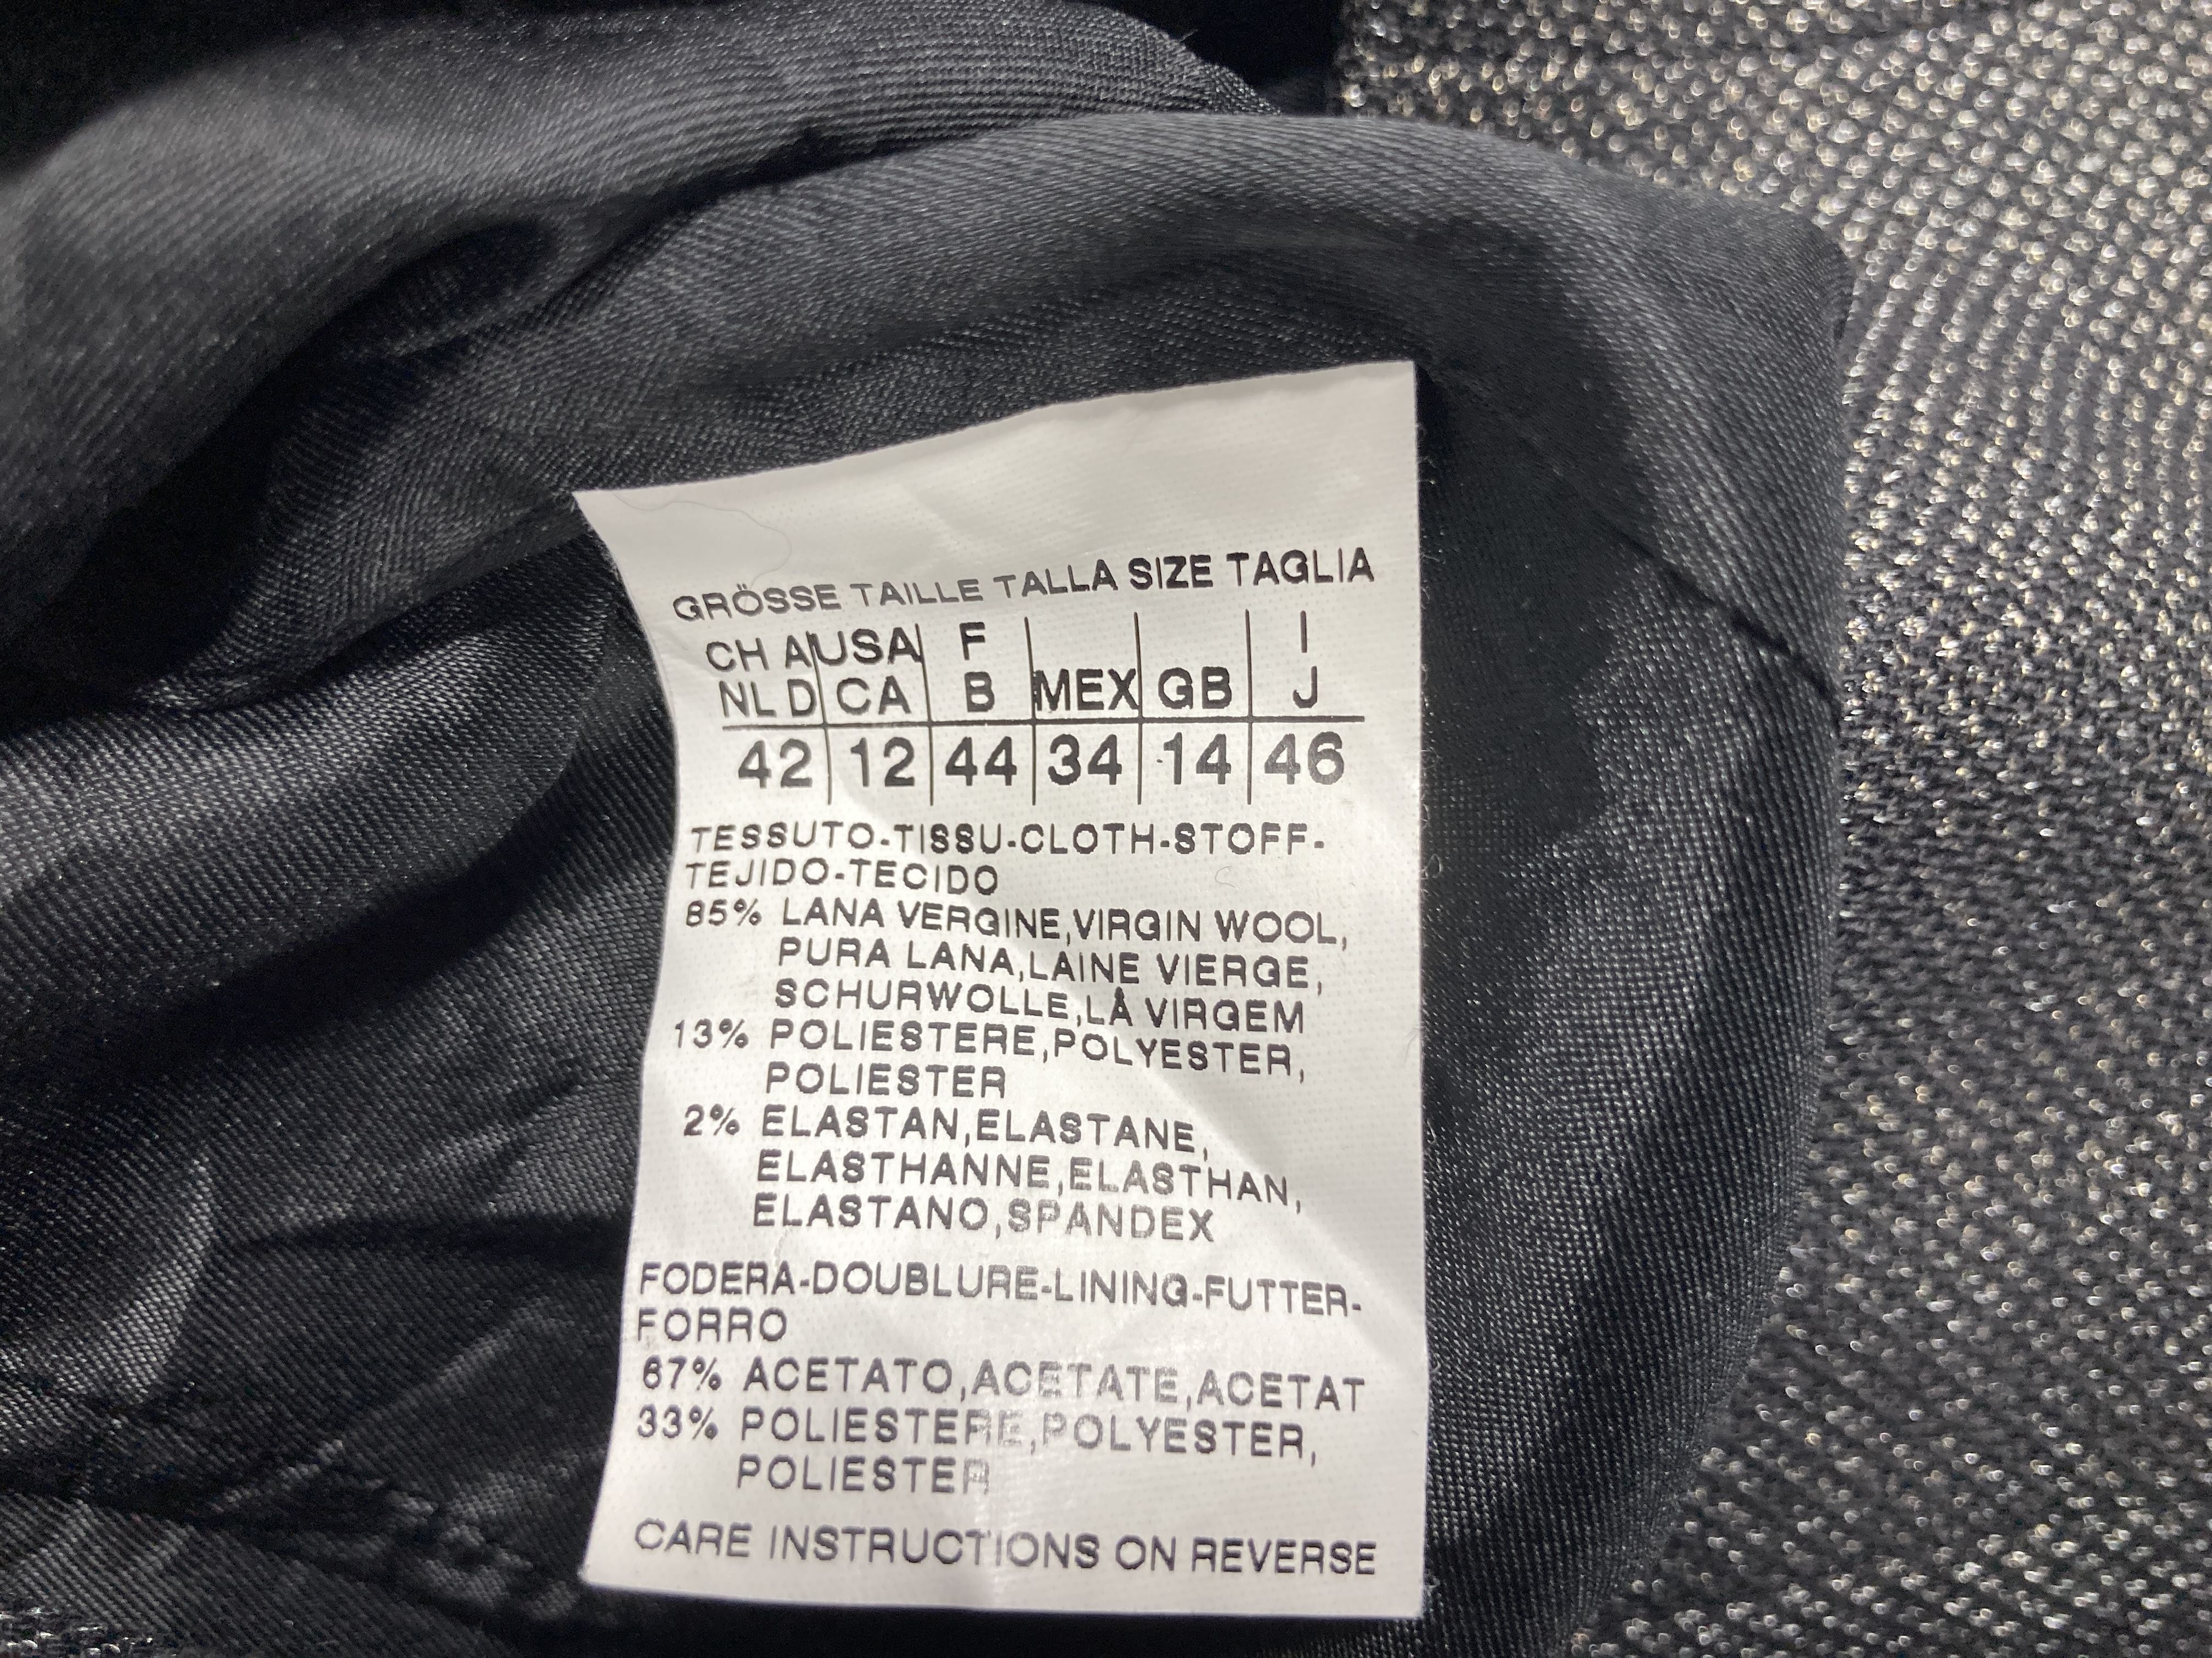 GRÖSSE TAILLE TALLA SIZE TAGLIA
CH A USA F I
NL D CA B MEX GB J
42 12 44 34 14 46
TESSUTO-TISSU-CLOTH-STOFF-
TEJIDO-TECIDO
85% LANA VERGINE,VIRGIN WOOL,
PURA LANA,LAINE VIERGE,
SCHURWOLLE,LÅ VIRGEM
13% POLIESTERE,POLYESTER,
POLIESTER
2% ELASTAN,ELASTANE,
ELASTHANNE,ELASTHAN,
ELASTANO,SPANDEX
FODERA-DOUBLURE-LINING-FUTTER-
FORRO
67% ACETATO,ACETATE,ACETAT
33% POLIESTERE,POLYESTER,
POLIESTER
CARE INSTRUCTIONS ON REVERSE